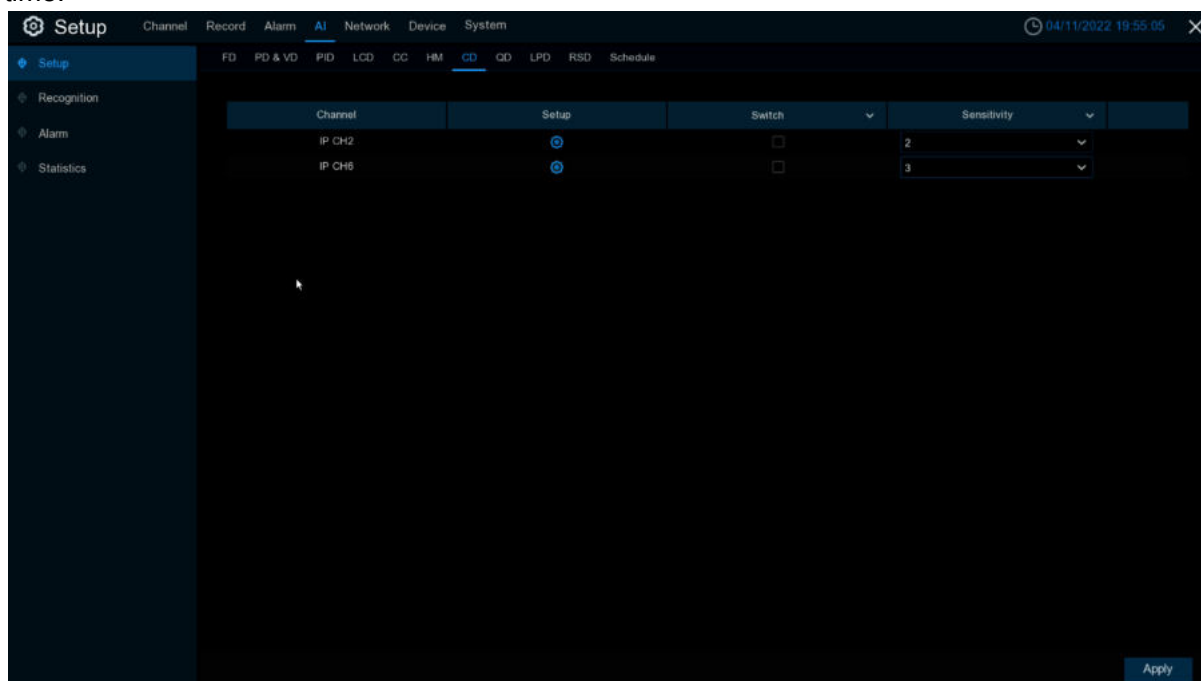 time.
Setup Channel Record Alarm AI Network Device System 04/11/2022 19:55:05
Setup
Recognition
Alarm
Statistics
FD PD & VD PID LCD CC HM CD QD LPD RSD Schedule
Channel Setup Switch Sensitivity
IP CH2 2
IP CH6 3
Apply